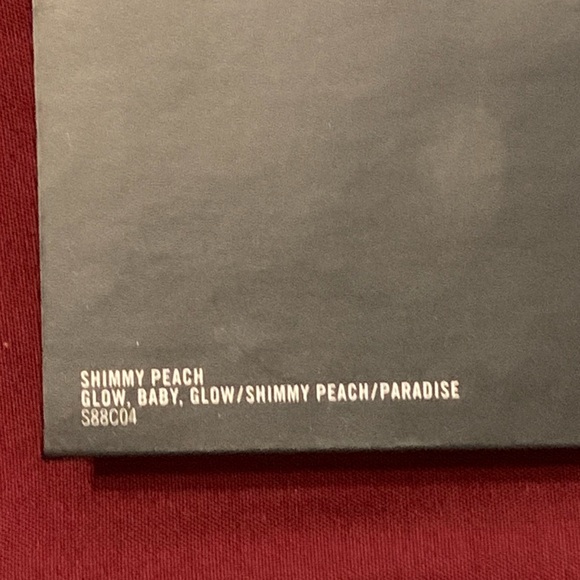 SHIMMY PEACH
GLOW, BABY, GLOW/SHIMMY PEACH/PARADISE
S88C04